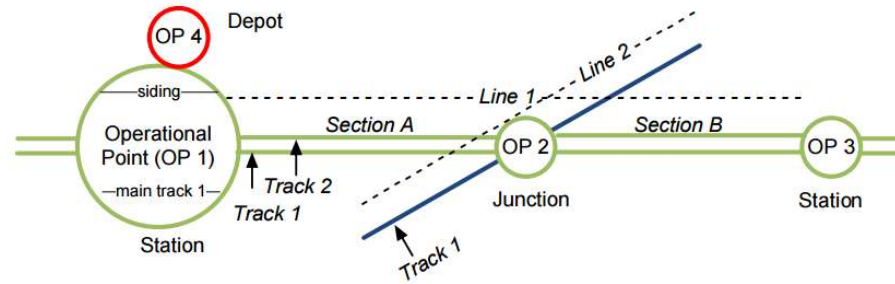 OP 4
Depot
siding
Line 1
Line 2
Operational
Point (OP 1)
Section A
OP 2
Section B
OP 3
main track 1
Track 2
Track 1
Junction
Station
Station
Track 1